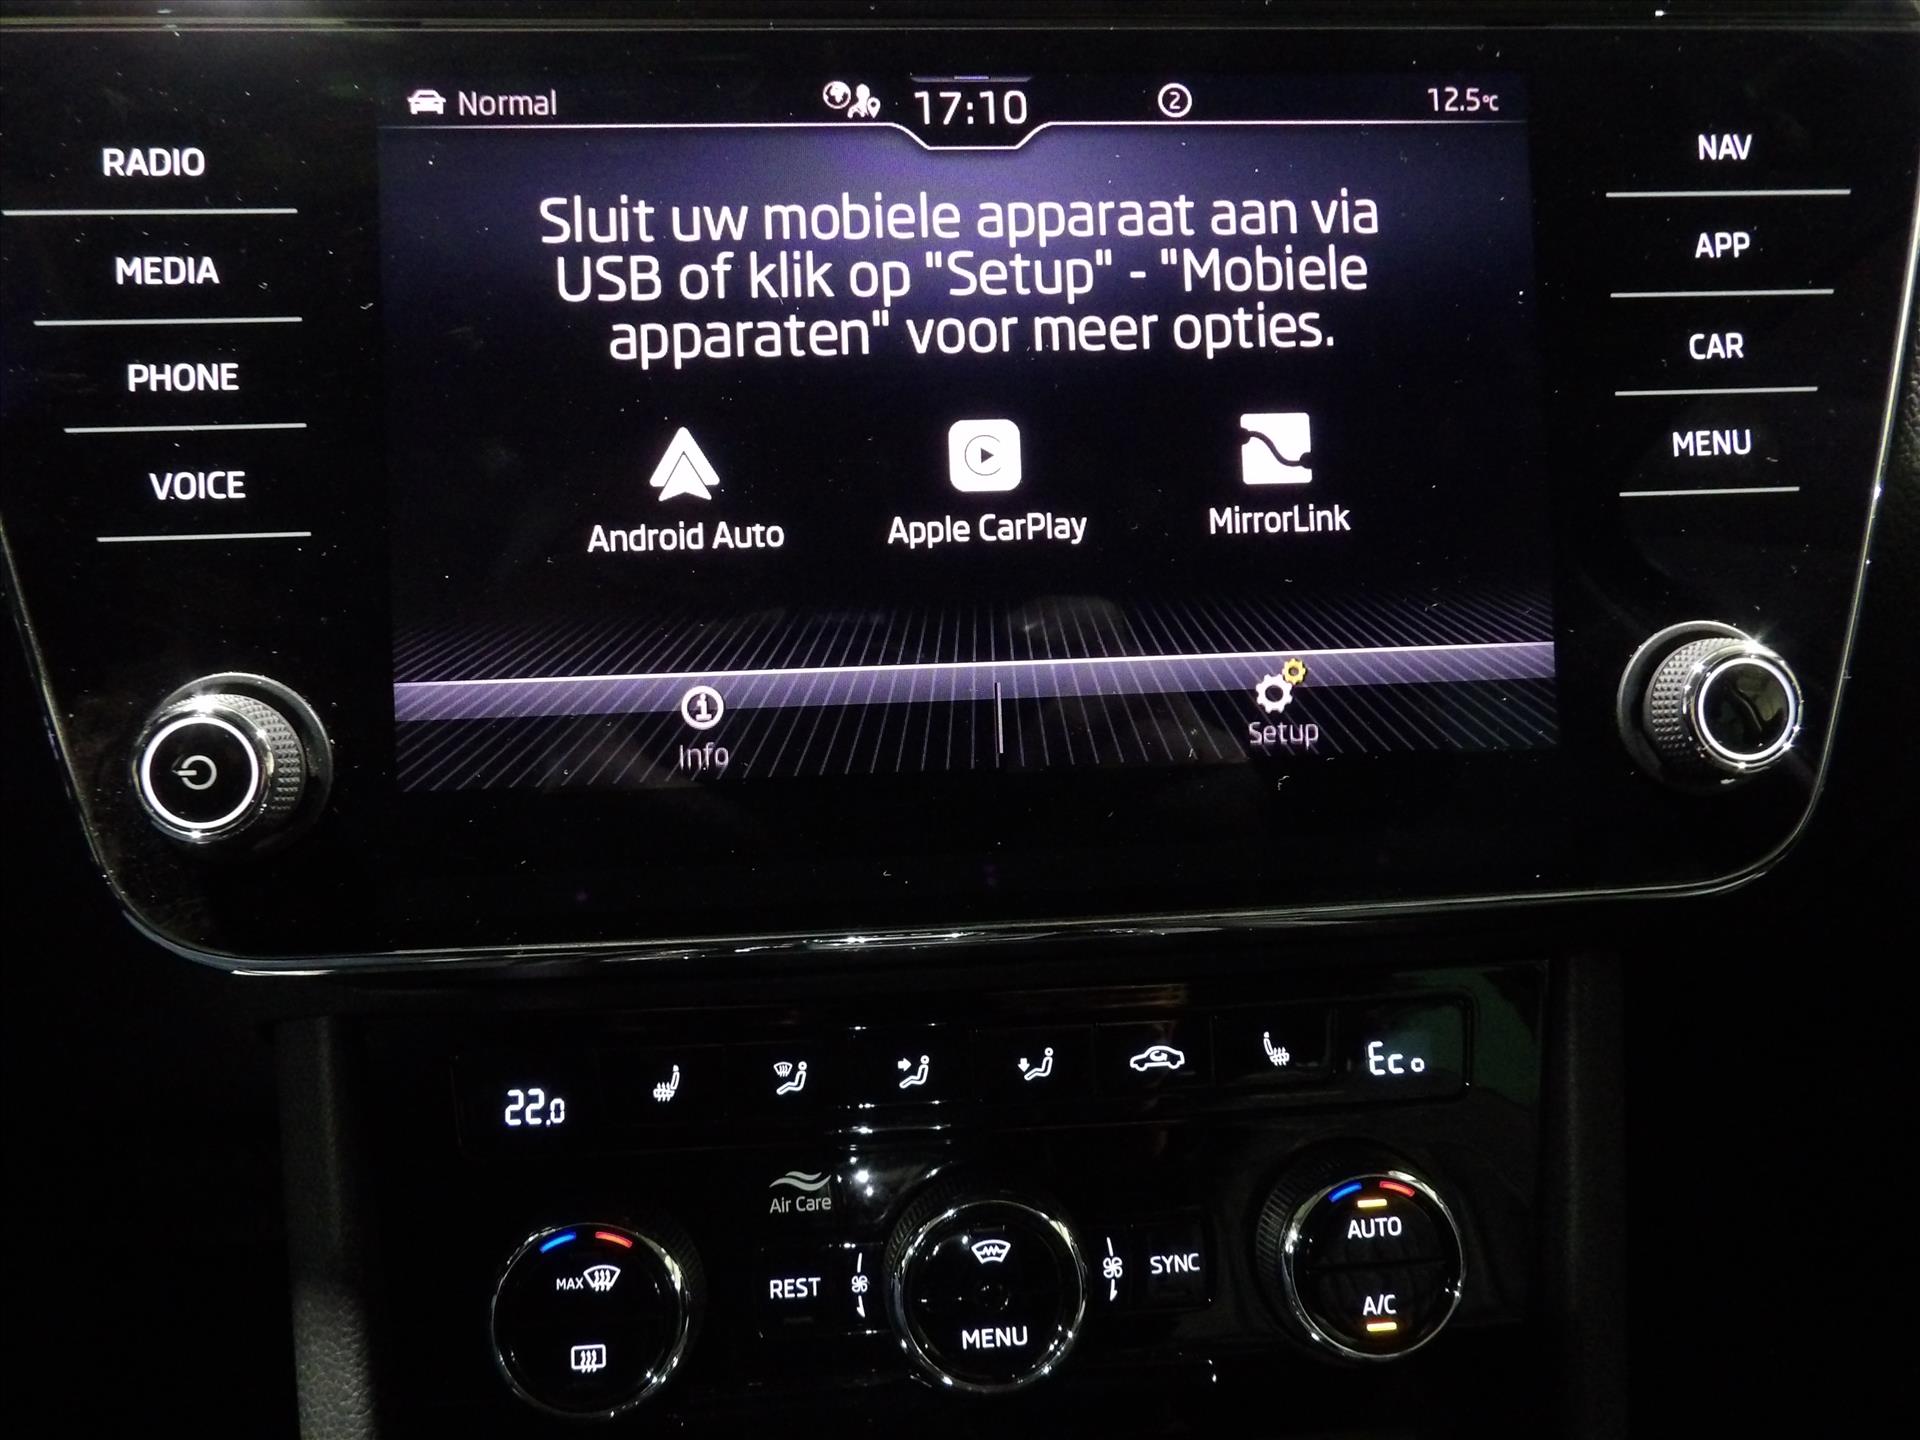 Normal
17:10
2
12.5°C
RADIO
MEDIA
PHONE
VOICE
NAV
APP
CAR
MENU
Sluit uw mobiele apparaat aan via
USB of klik op "Setup" - "Mobiele
apparaten" voor meer opties.
Android Auto
Apple CarPlay
MirrorLink
Info
Setup
22.0
Eco
Air Care
MAX
REST
MENU
SYNC
AUTO
A/C